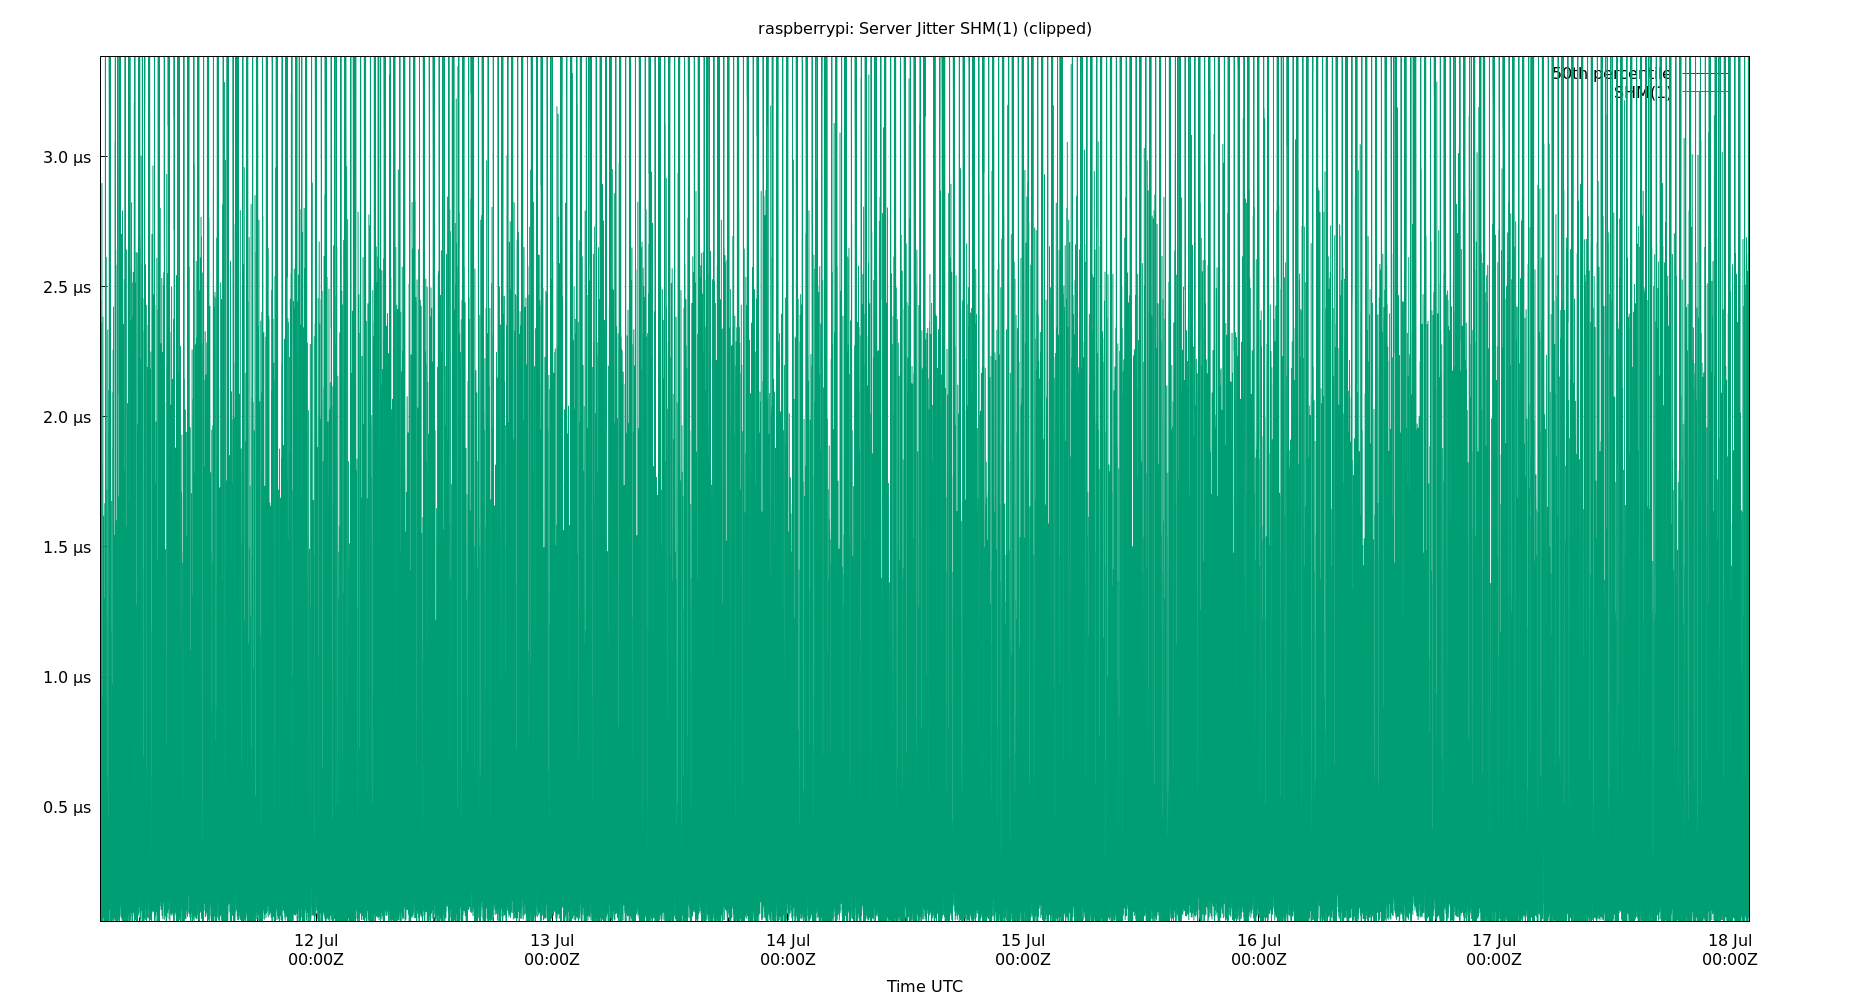 raspberrypi: Server Jitter SHM(1) (clipped)
50th percentile
SHM(1)
3.0 µs
2.5 µs
2.0 µs
1.5 µs
1.0 µs
0.5 µs
12 Jul 13 Jul 14 Jul 15 Jul 16 Jul 17 Jul 18 Jul
00:00Z 00:00Z 00:00Z 00:00Z 00:00Z 00:00Z 00:00Z
Time UTC